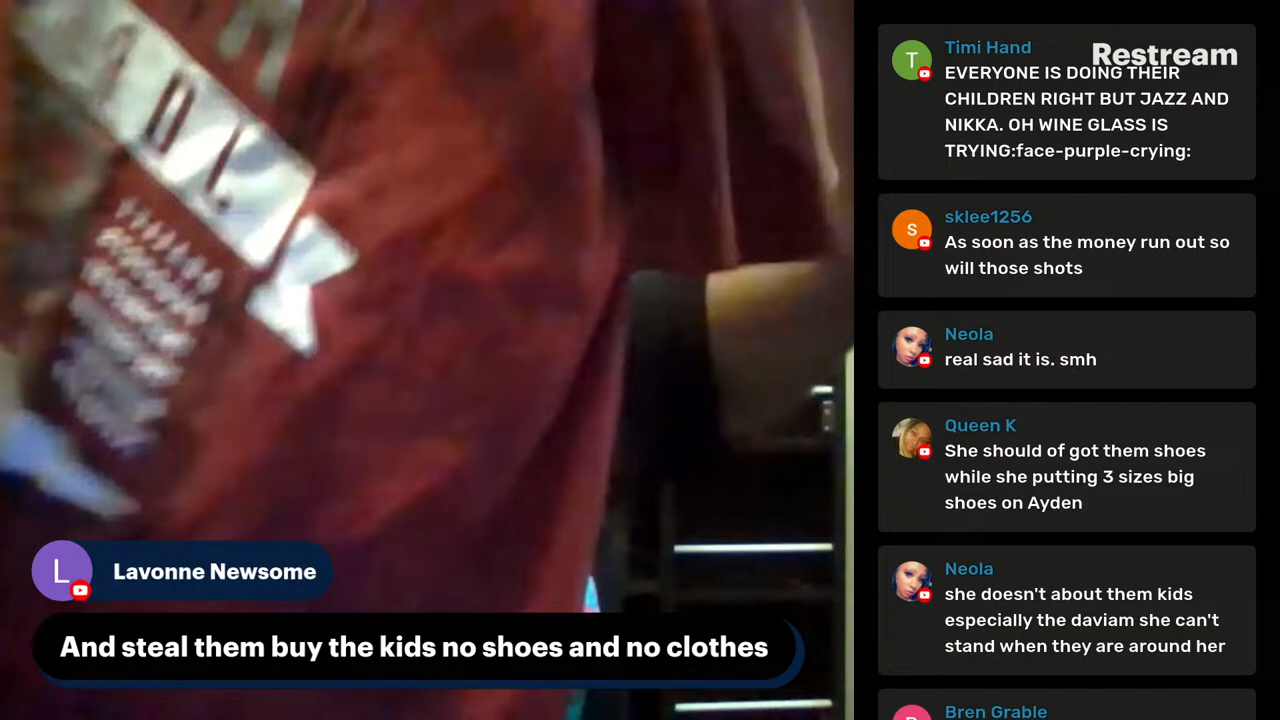 Timi Hand
Restream
EVERYONE IS DOING THEIR
CHILDREN RIGHT BUT JAZZ AND
NIKKA. OH WINE GLASS IS
TRYING:face-purple-crying:
sklee1256
As soon as the money run out so
will those shots
Neola
real sad it is. smh
Queen K
She should of got them shoes
while she putting 3 sizes big
shoes on Ayden
Neola
she doesn't about them kids
especially the daviam she can't
stand when they are around her
Bren Grable
L
Lavonne Newsome
And steal them buy the kids no shoes and no clothes
T
S